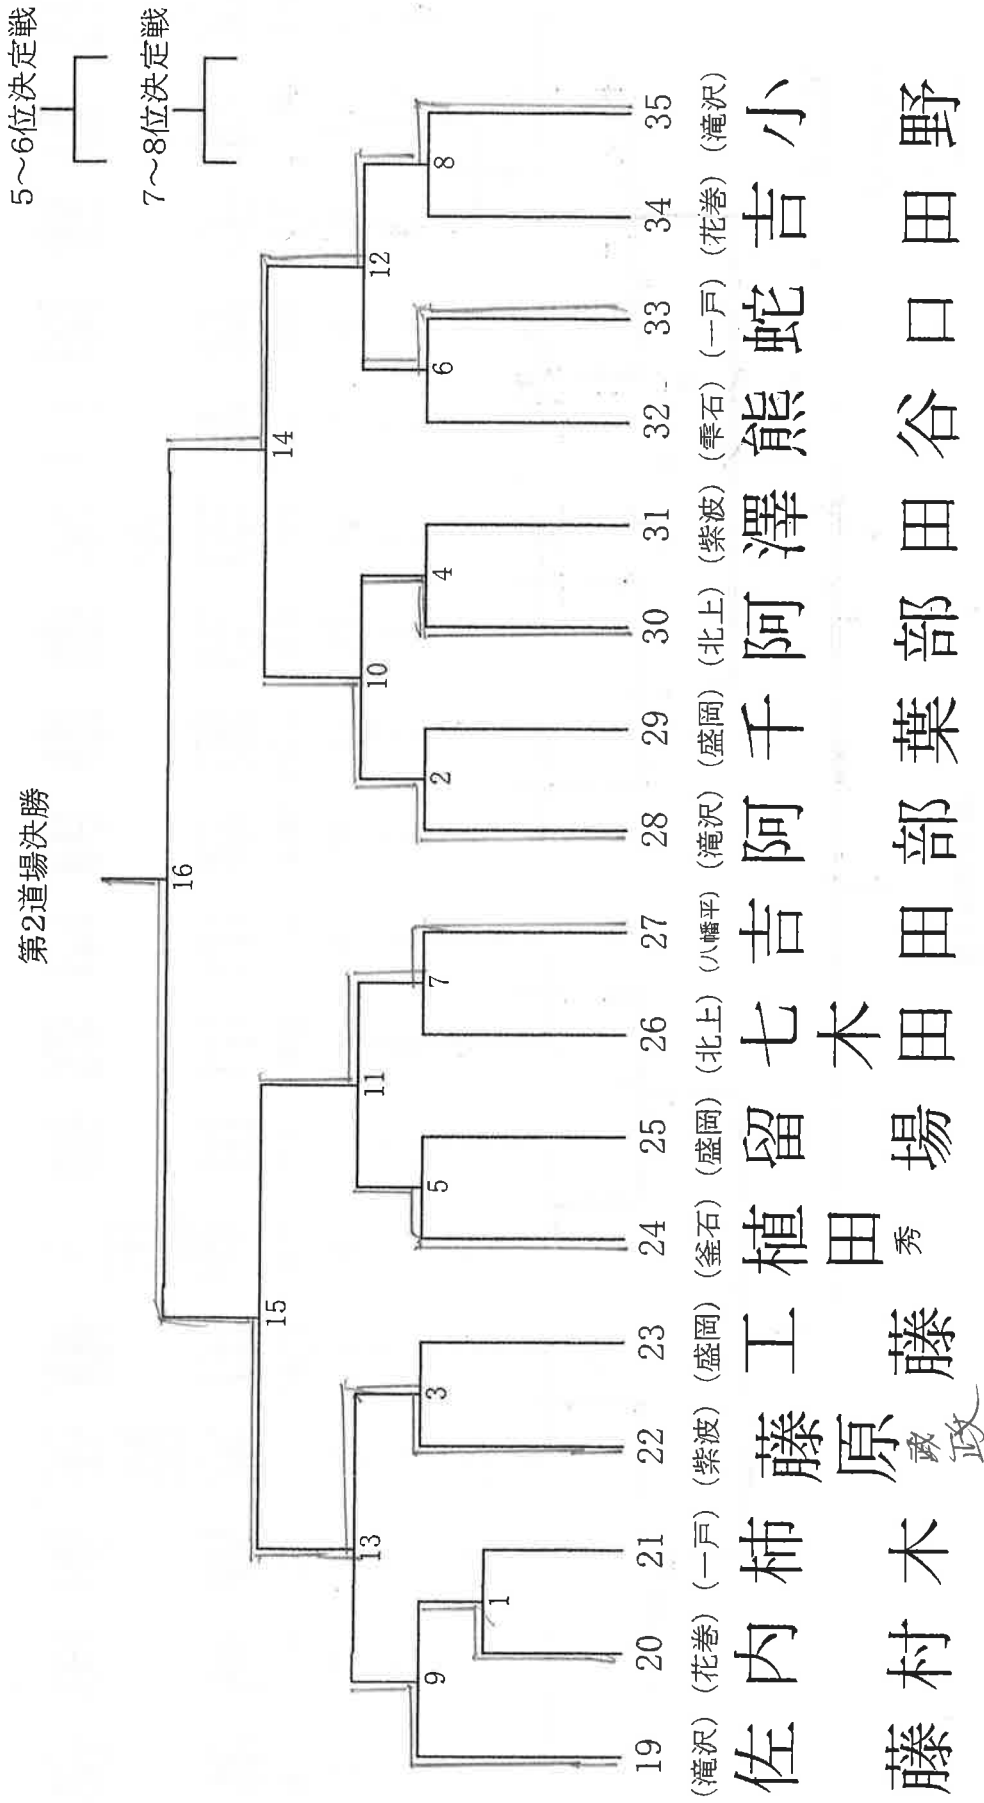 第2道場決勝
5～6位決定戦
7～8位決定戦
16
15
14
13
11
10
12
9
3
5
7
2
4
6
8
1
19 (滝沢) 佐藤
20 (花巻) 内村
21 (一戸) 柿木
22 (紫波) 藤原 政
23 (盛岡) 工藤
24 (釜石) 植田 秀
25 (盛岡) 留場
26 (北上) 七木田
27 (八幡平) 吉田
28 (滝沢) 阿部
29 (盛岡) 千葉
30 (北上) 阿部
31 (紫波) 澤田
32 (雫石) 熊谷
33 (一戸) 蛇口
34 (花巻) 吉田
35 (滝沢) 小野